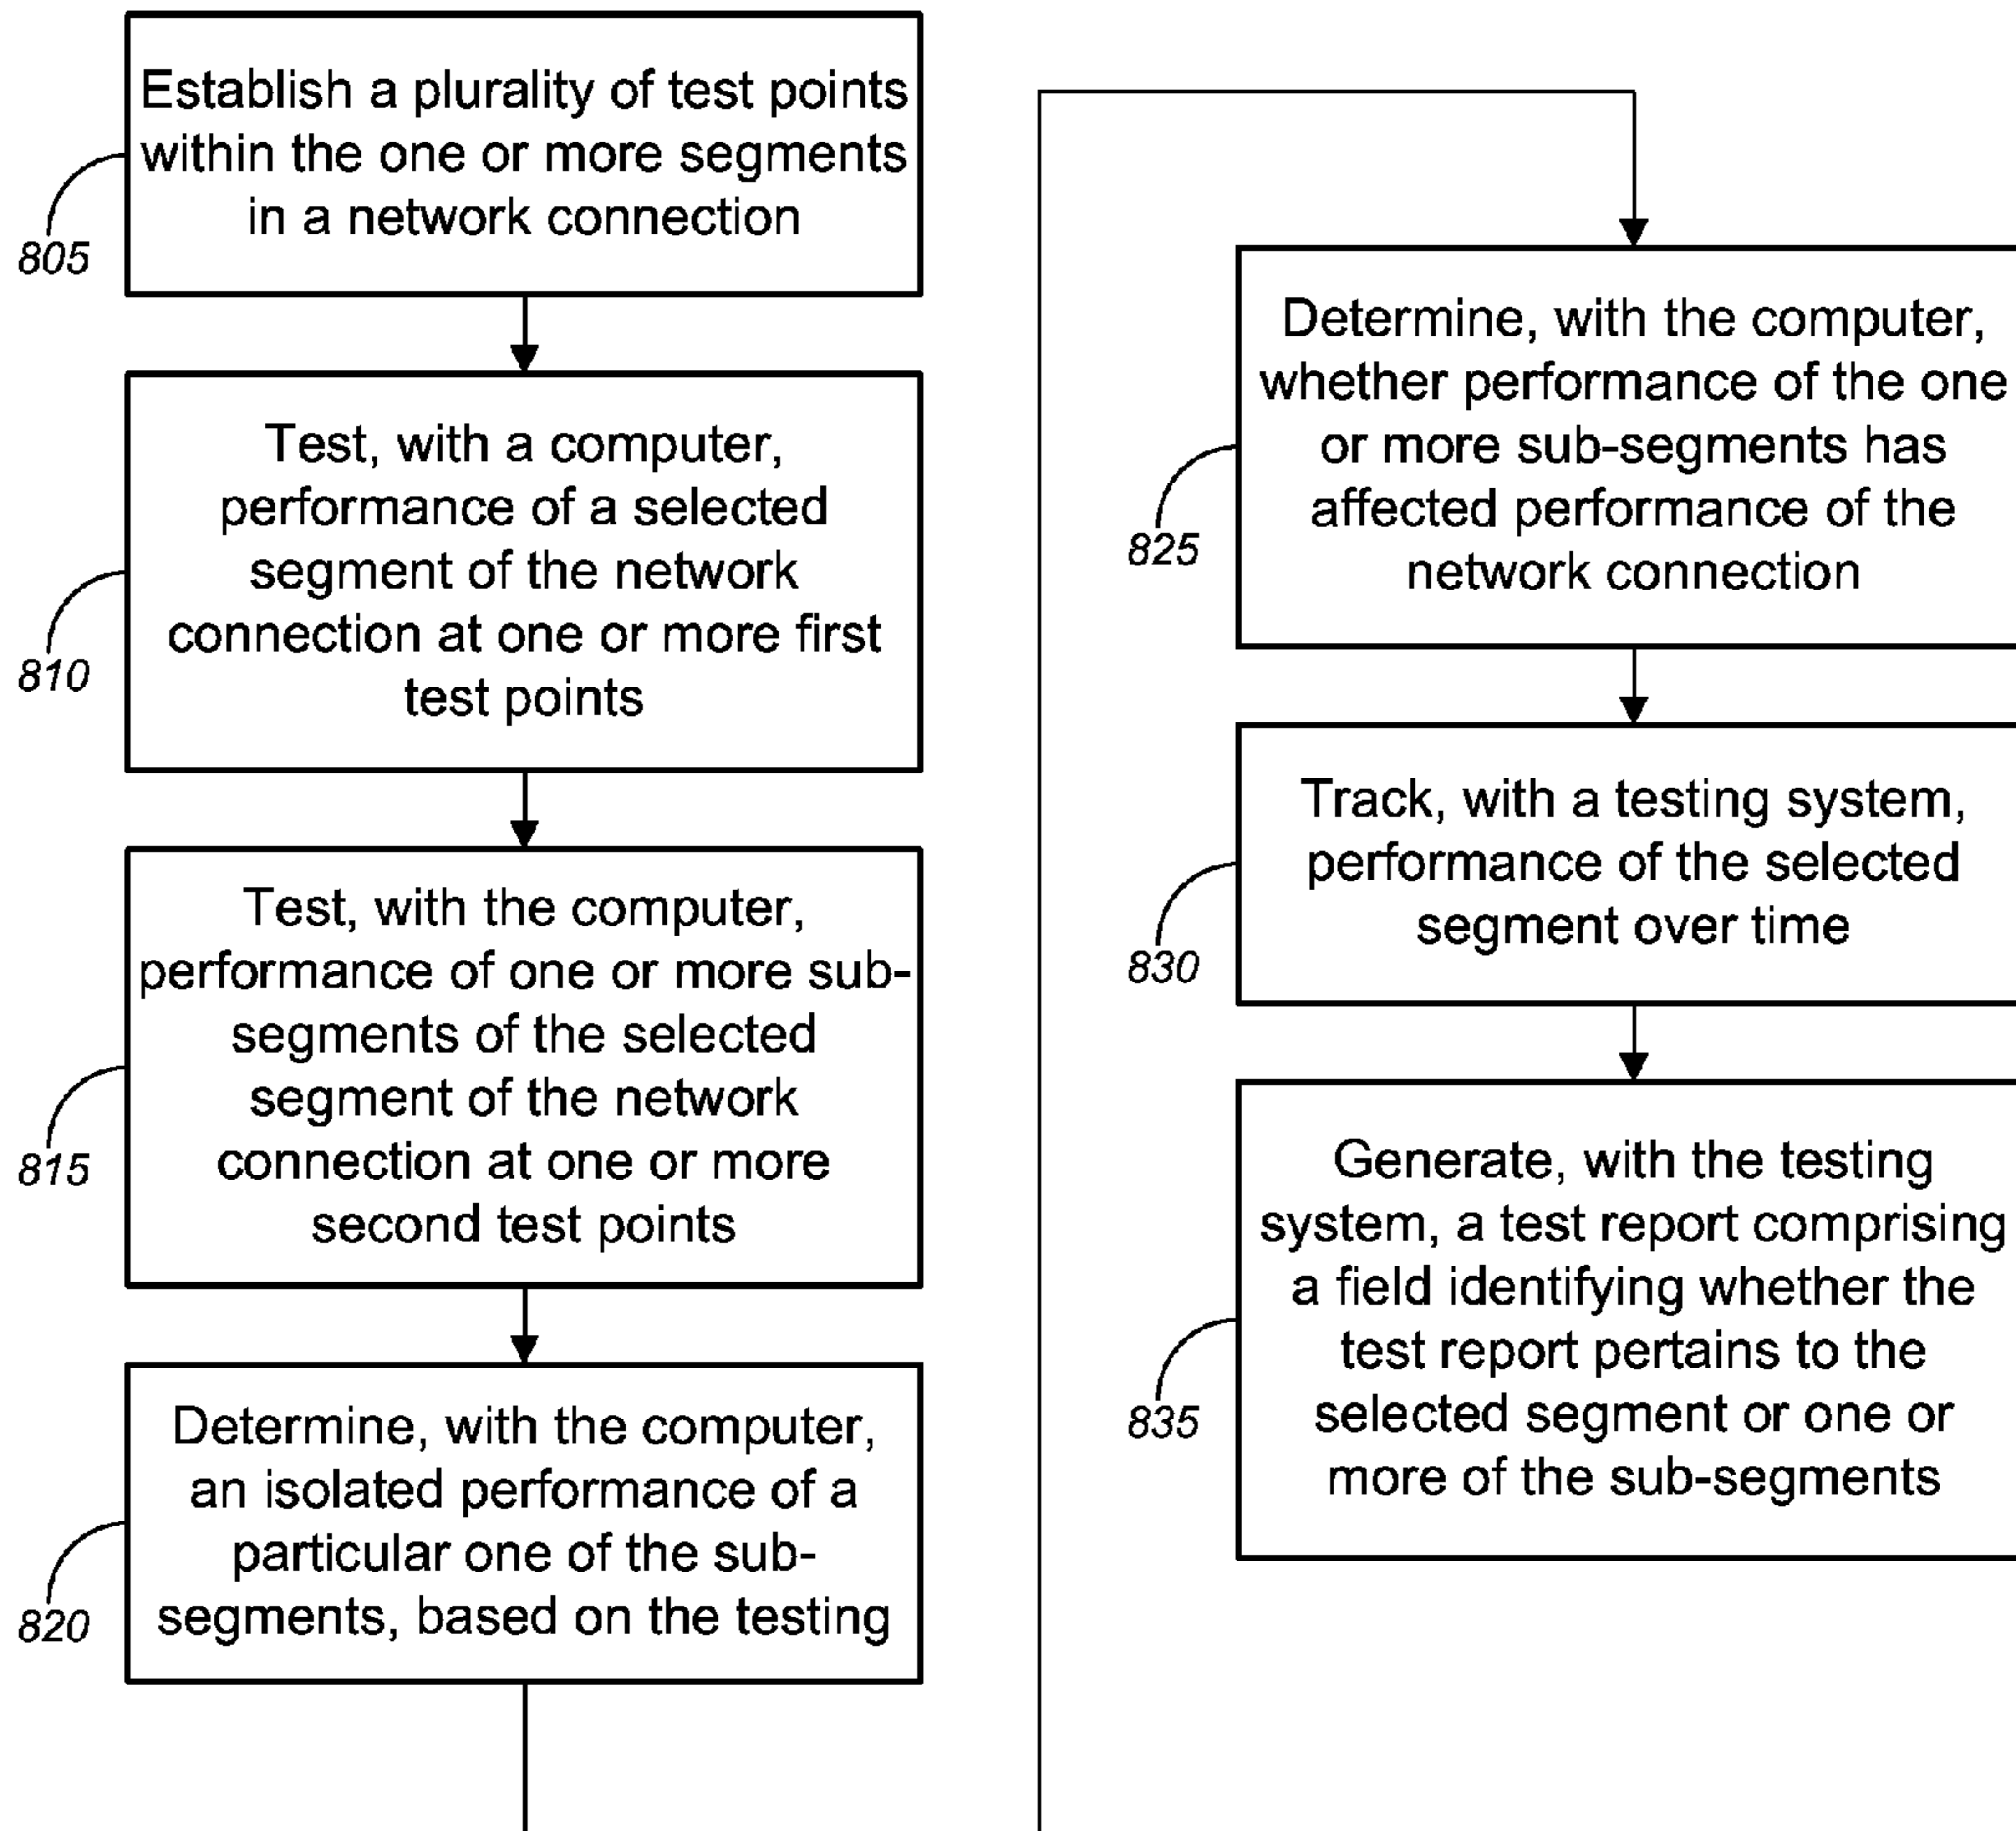 Establish a plurality of test points
within the one or more segments
in a network connection
805
Test, with a computer,
performance of a selected
segment of the network
connection at one or more first
test points
810
Test, with the computer,
performance of one or more sub-
segments of the selected
segment of the network
connection at one or more
second test points
815
Determine, with the computer,
an isolated performance of a
particular one of the sub-
segments, based on the testing
820
Determine, with the computer,
whether performance of the one
or more sub-segments has
affected performance of the
network connection
825
Track, with a testing system,
performance of the selected
segment over time
830
Generate, with the testing
system, a test report comprising
a field identifying whether the
test report pertains to the
selected segment or one or
more of the sub-segments
835